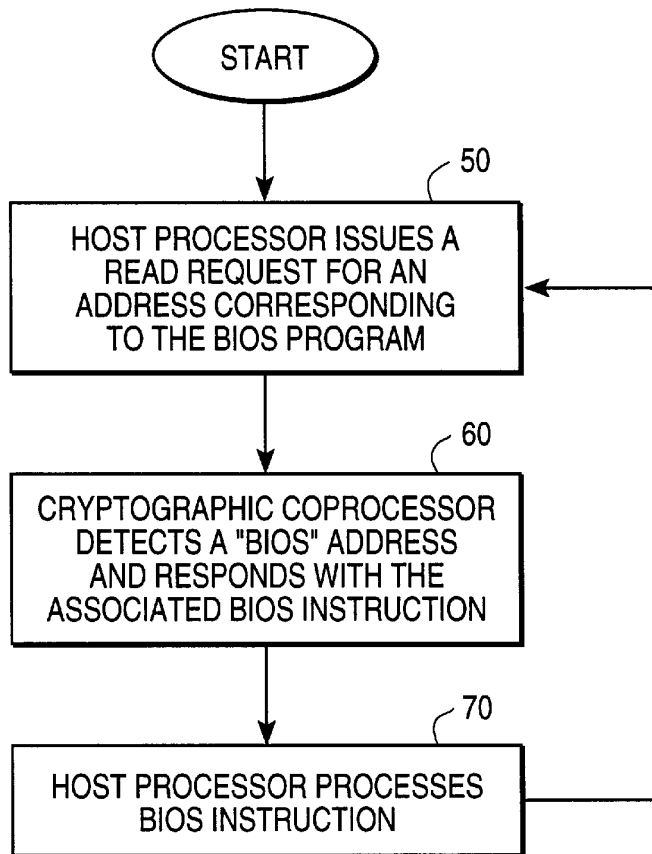 START
50
HOST PROCESSOR ISSUES A
READ REQUEST FOR AN
ADDRESS CORRESPONDING
TO THE BIOS PROGRAM
60
CRYPTOGRAPHIC COPROCESSOR
DETECTS A "BIOS" ADDRESS
AND RESPONDS WITH THE
ASSOCIATED BIOS INSTRUCTION
70
HOST PROCESSOR PROCESSES
BIOS INSTRUCTION